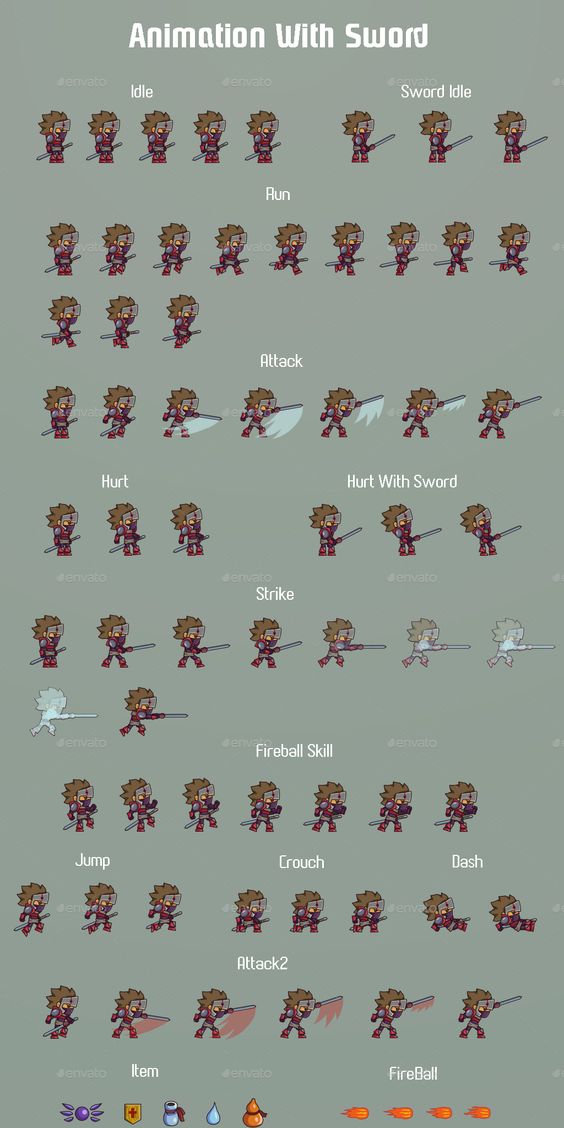 Animation With Sword
Idle
Sword Idle
Run
Attack
Hurt
Hurt With Sword
Strike
Fireball Skill
Jump
Crouch
Dash
Attack2
Item
FireBall
envato